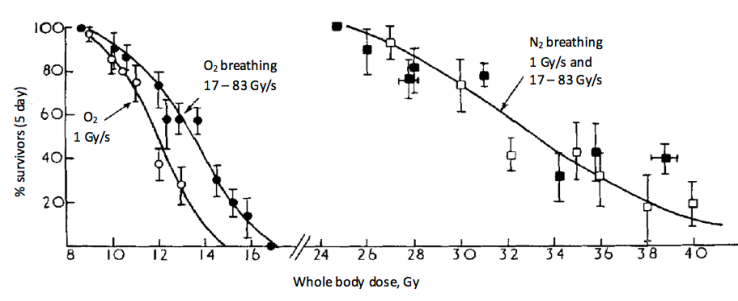 100
80
60
40
20
% survivors (5 day)
O₂
1 Gy/s
O₂ breathing
17 – 83 Gy/s
N₂ breathing
1 Gy/s and
17 – 83 Gy/s
8 10 12 14 16 24 26 28 30 32 34 36 38 40
Whole body dose, Gy